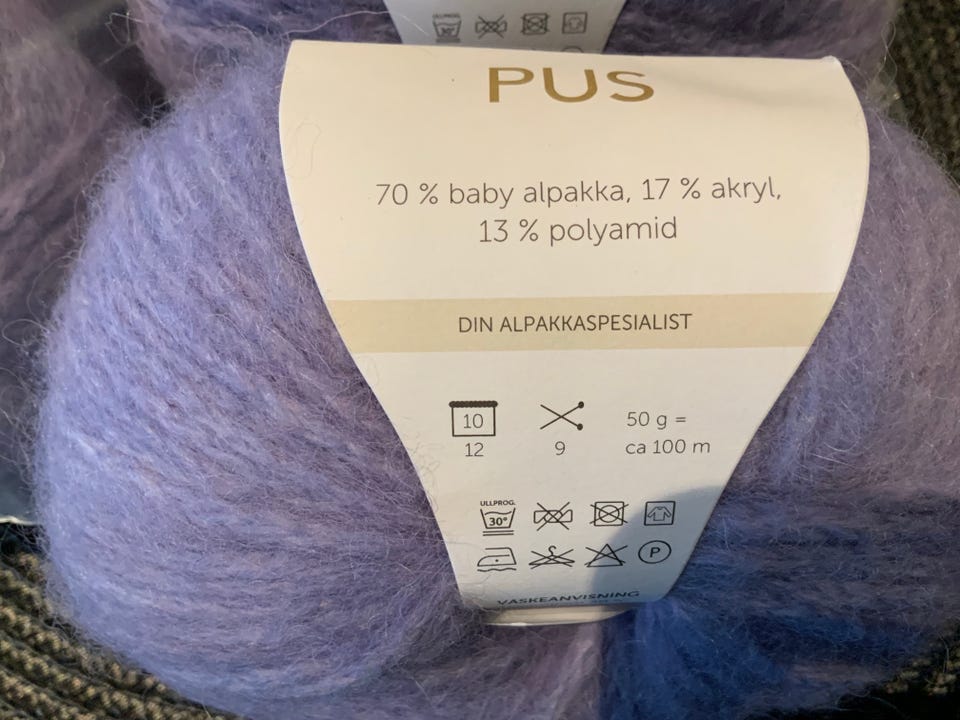 PUS
70 % baby alpakka, 17 % akryl,
13 % polyamid
DIN ALPAKKASPESIALIST
10
12
9
50 g =
ca 100 m
ULLPROG.
30°
P
VASKEANVISNING